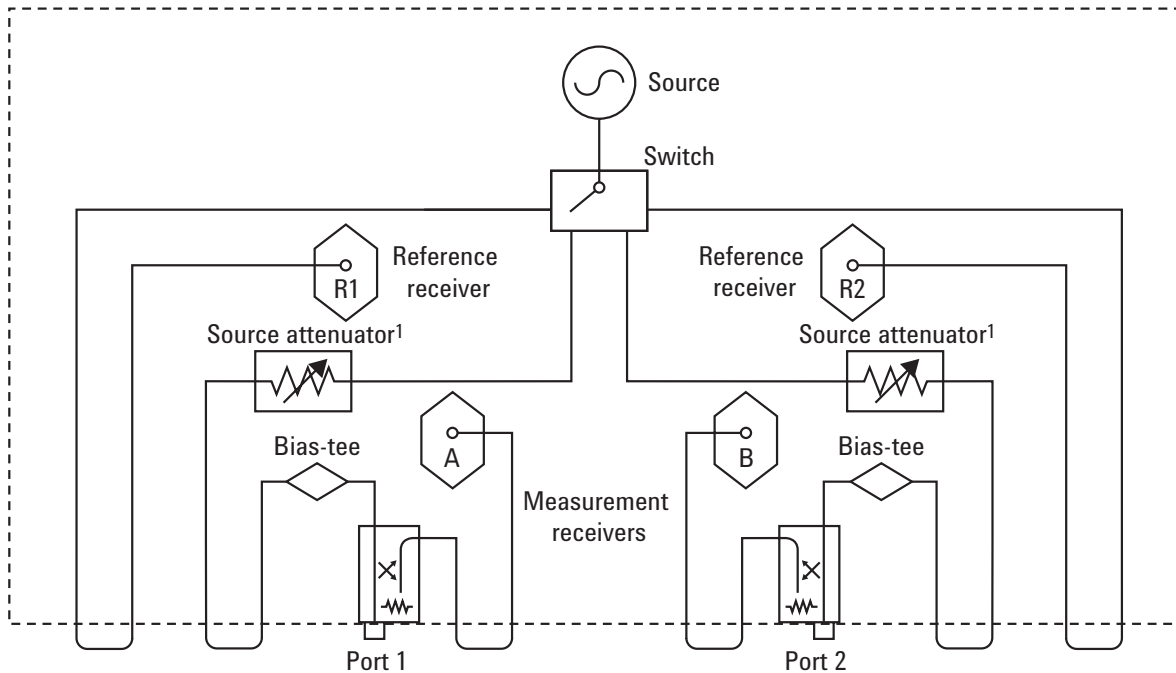 Source
Switch
Reference
receiver
R1
Reference
receiver
R2
Source attenuator¹
Source attenuator¹
Bias-tee
A
B
Bias-tee
Measurement
receivers
Port 1
Port 2